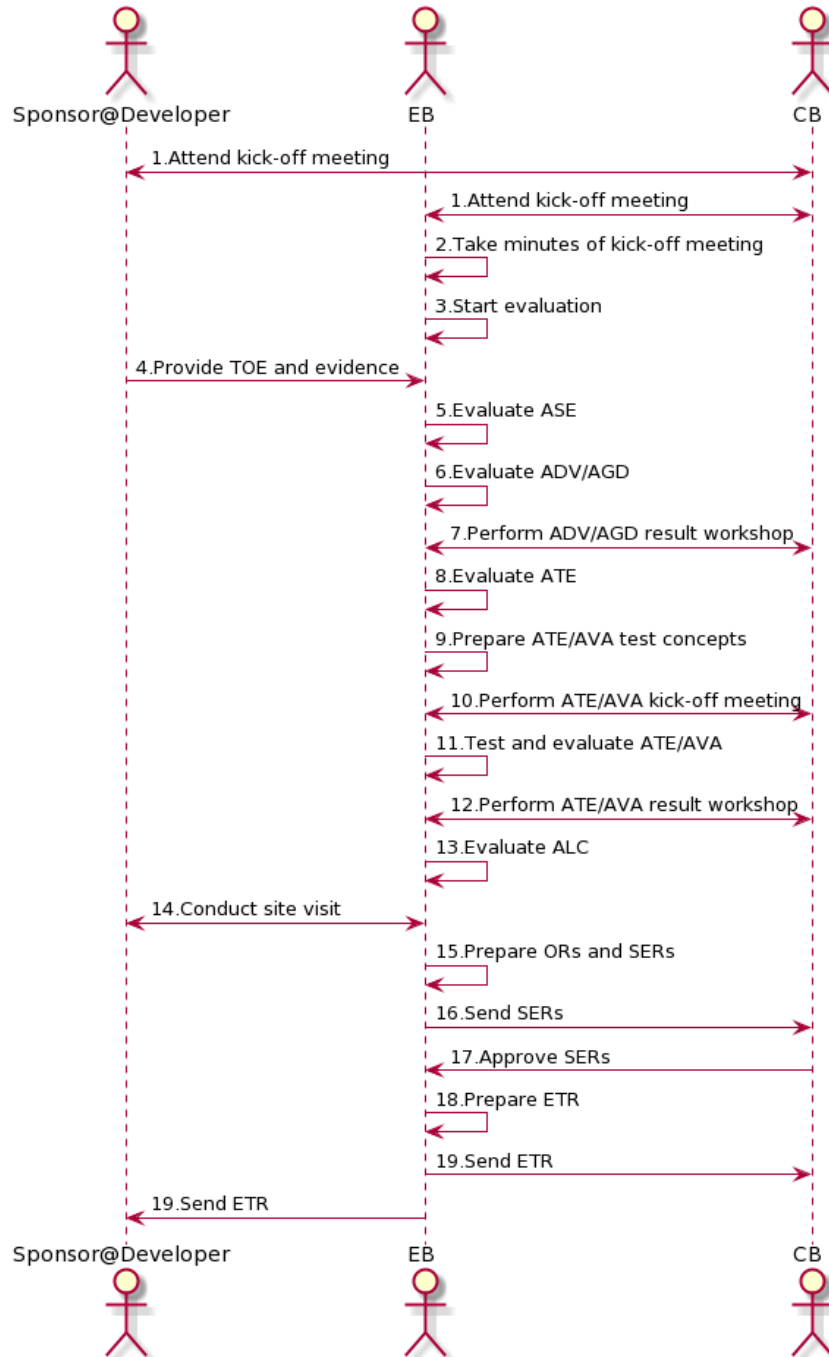 Sponsor@Developer
EB
CB
1.Attend kick-off meeting
1.Attend kick-off meeting
2.Take minutes of kick-off meeting
3.Start evaluation
4.Provide TOE and evidence
5.Evaluate ASE
6.Evaluate ADV/AGD
7.Perform ADV/AGD result workshop
8.Evaluate ATE
9.Prepare ATE/AVA test concepts
10.Perform ATE/AVA kick-off meeting
11.Test and evaluate ATE/AVA
12.Perform ATE/AVA result workshop
13.Evaluate ALC
14.Conduct site visit
15.Prepare ORs and SERs
16.Send SERs
17.Approve SERs
18.Prepare ETR
19.Send ETR
19.Send ETR
Sponsor@Developer
EB
CB